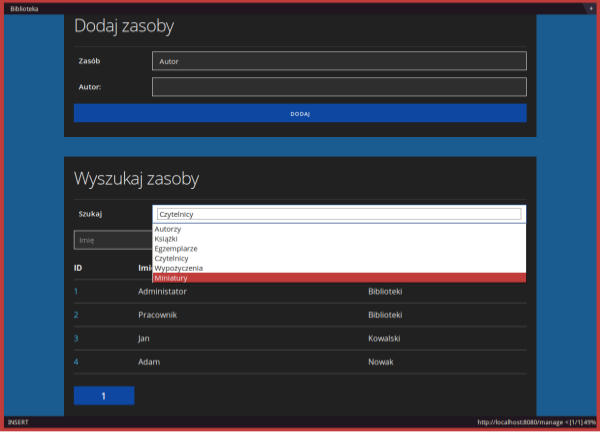 Biblioteka
+
Dodaj zasoby
Zasób
Autor
Autor:
DODAJ
Wyszukaj zasoby
Szukaj
Czytelnicy
Autorzy
Książki
Egzemplarze
Czytelnicy
Wypożyczenia
Miniatury
Imię
ID Imi
1 Administator Biblioteki
2 Pracownik Biblioteki
3 Jan Kowalski
4 Adam Nowak
1
INSERT http://localhost:8080/manage <[1/1]49%